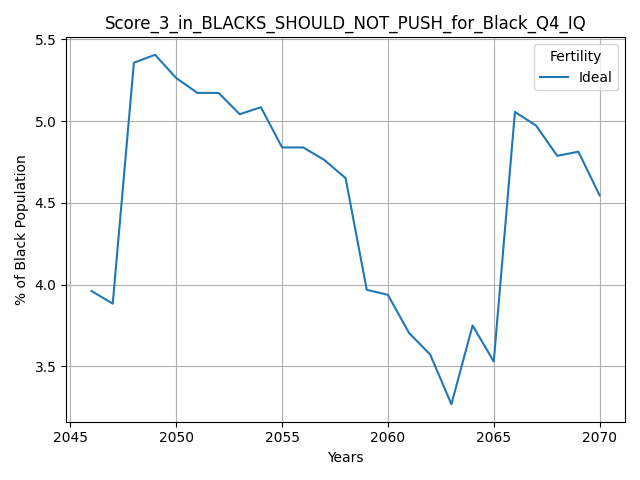 Score_3_in_BLACKS_SHOULD_NOT_PUSH_for_Black_Q4_IQ
Fertility
Ideal
5.5
5.0
4.5
4.0
3.5
% of Black Population
2045 2050 2055 2060 2065 2070
Years